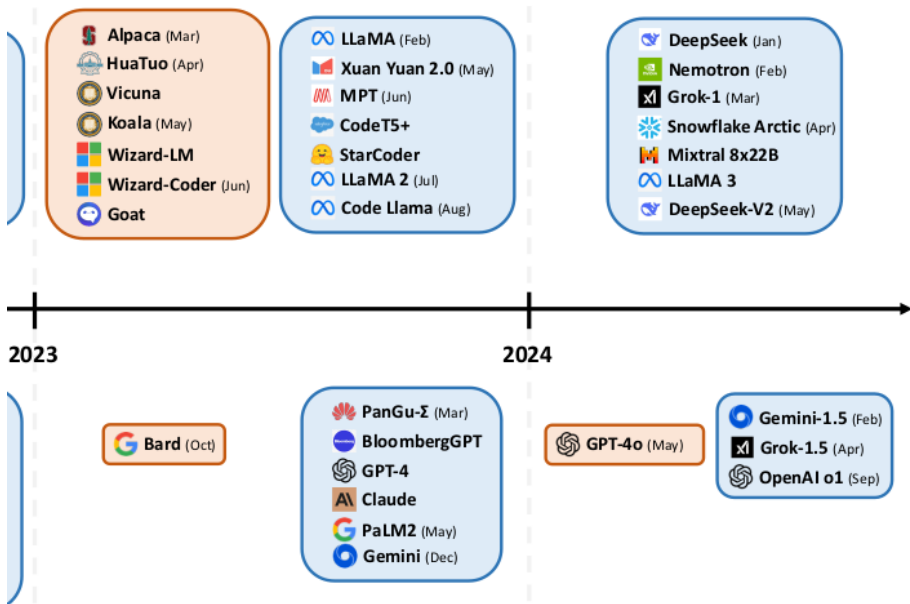 Alpaca (Mar)
HuaTuo (Apr)
Vicuna
Koala (May)
Wizard-LM
Wizard-Coder (Jun)
Goat
LLaMA (Feb)
Xuan Yuan 2.0 (May)
MPT (Jun)
CodeT5+
StarCoder
LLaMA 2 (Jul)
Code Llama (Aug)
DeepSeek (Jan)
Nemotron (Feb)
Grok-1 (Mar)
Snowflake Arctic (Apr)
Mixtral 8x22B
LLaMA 3
DeepSeek-V2 (May)
2023
2024
Bard (Oct)
PanGu-Σ (Mar)
BloombergGPT
GPT-4
Claude
PaLM2 (May)
Gemini (Dec)
GPT-4o (May)
Gemini-1.5 (Feb)
Grok-1.5 (Apr)
OpenAI o1 (Sep)